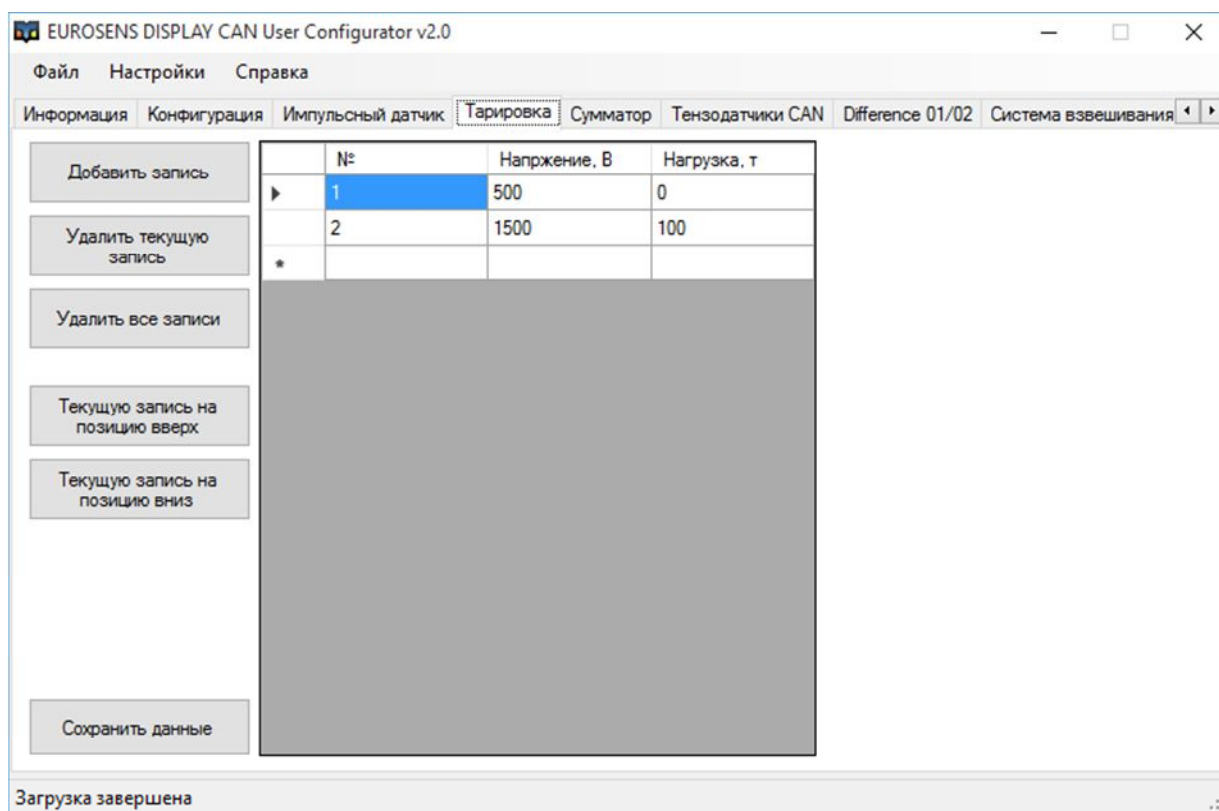 EUROSENS DISPLAY CAN User Configurator v2.0
Файл Настройки Справка
Информация Конфигурация Импульсный датчик Тарировка Сумматор Тензодатчики CAN Difference 01/02 Система взвешивания
Добавить запись
Удалить текущую
запись
Удалить все записи
Текущую запись на
позицию вверх
Текущую запись на
позицию вниз
Сохранить данные
№ Напржение, В Нагрузка, т
1 500 0
2 1500 100
*
Загрузка завершена